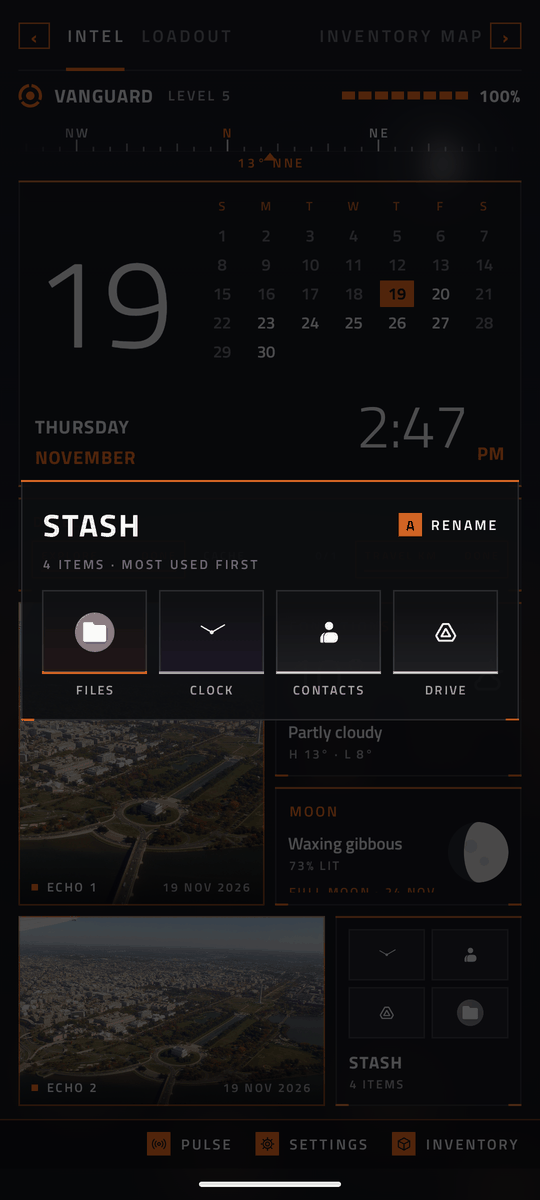 INTEL LOADOUT INVENTORY MAP
VANGUARD LEVEL 5 100%
NW N NE
13° NNE
S M T W T F S
1 2 3 4 5 6 7
8 9 10 11 12 13 14
15 16 17 18 19 20 21
22 23 24 25 26 27 28
29 30
19
THURSDAY
NOVEMBER
2:47 PM
STASH
A RENAME
4 ITEMS · MOST USED FIRST
FILES CLOCK CONTACTS DRIVE
Partly cloudy
H 13° · L 8°
MOON
Waxing gibbous
73% LIT
FULL MOON · 24 NOV
ECHO 1 19 NOV 2026
ECHO 2 19 NOV 2026
STASH
4 ITEMS
PULSE SETTINGS INVENTORY